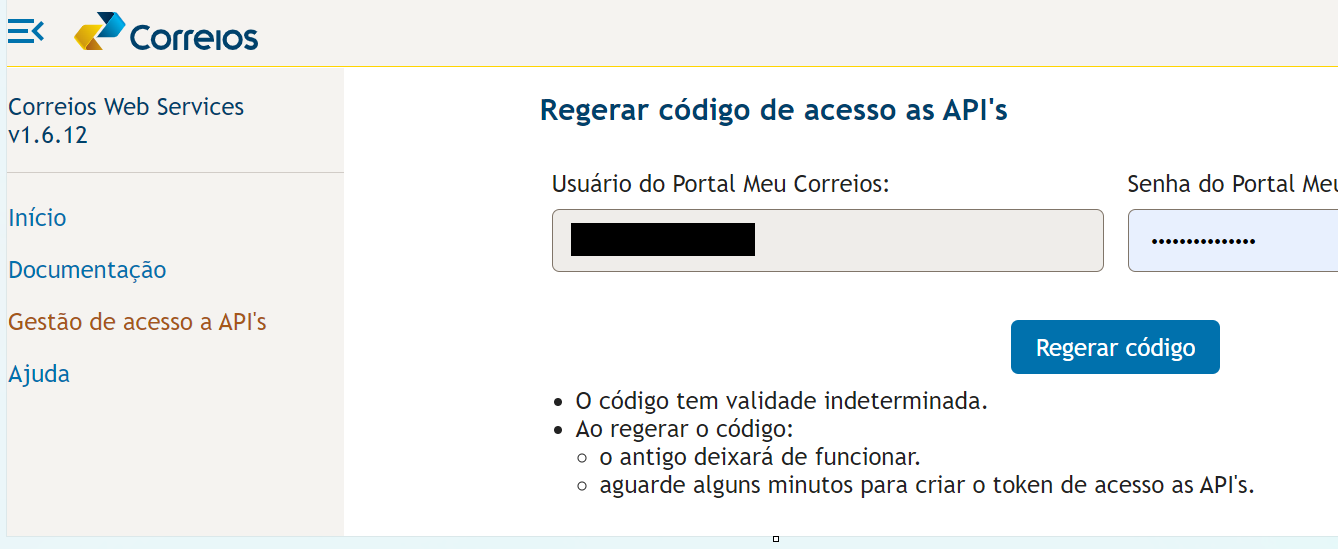 Correios
Correios Web Services
v1.6.12
Início
Documentação
Gestão de acesso a API's
Ajuda
Regerar código de acesso as API's
Usuário do Portal Meu Correios:
Senha do Portal Meu
Regerar código
O código tem validade indeterminada.
Ao regerar o código:
o antigo deixará de funcionar.
aguarde alguns minutos para criar o token de acesso as API's.